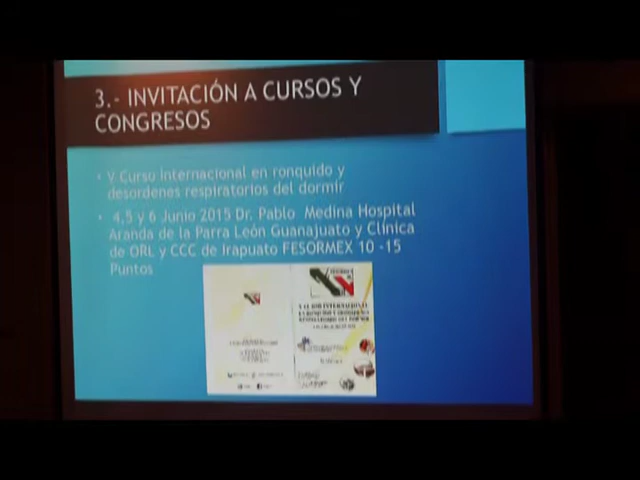 3.- INVITACIÓN A CURSOS Y
CONGRESOS
• V Curso Internacional en ronquido y
desordenes respiratorios del dormir
• 4,5 y 6 Junio 2015 Dr. Pablo Medina Hospital
Aranda de la Parra León Guanajuato y Clínica
de ORL y CCC de Irapuato FESORMEX 10 -15
Puntos